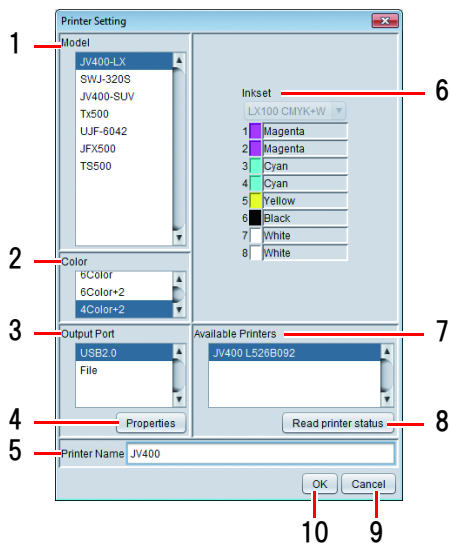 Printer Setting
1
Model
JV400-LX
SWJ-320S
JV400-SUV
Tx500
UJF-6042
JFX500
TS500
Inkset
6
LX100 CMYK+W
1 Magenta
2 Magenta
3 Cyan
4 Cyan
5 Yellow
6 Black
7 White
8 White
2
Color
6Color
6Color+2
4Color+2
3
Output Port
USB2.0
File
7
Available Printers
JV400 L526B092
4
Properties
Read printer status
8
5
Printer Name JV400
OK Cancel
10 9